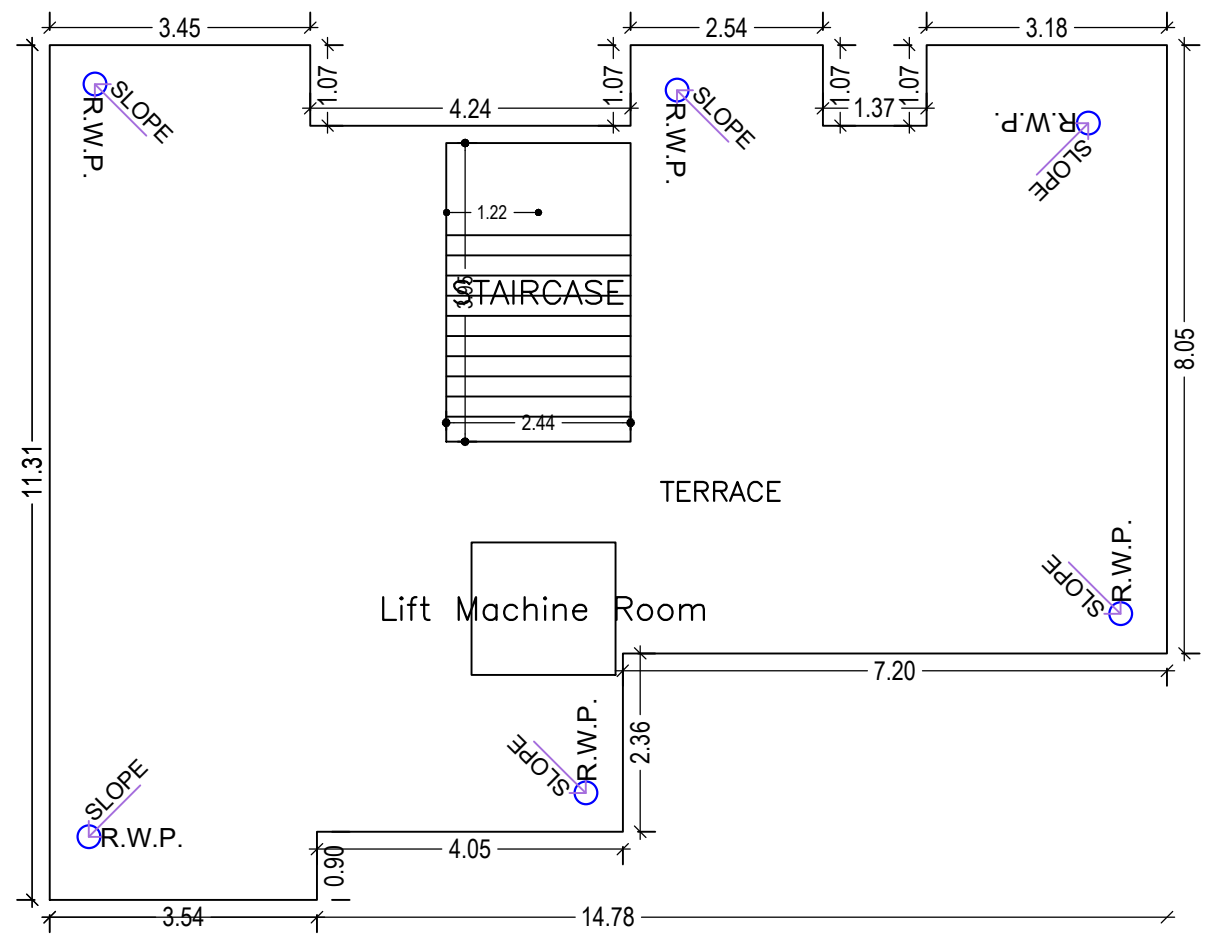 3.45
2.54
3.18
1.07
4.24
1.07
1.07
1.37
1.07
SLOPE
R.W.P.
SLOPE
R.W.P.
R.W.P.
SLOPE
1.22
STAIRCASE
2.44
8.05
11.31
TERRACE
Lift Machine Room
SLOPE
R.W.P.
7.20
2.36
SLOPE
R.W.P.
SLOPE
R.W.P.
4.05
0.90
3.54
14.78